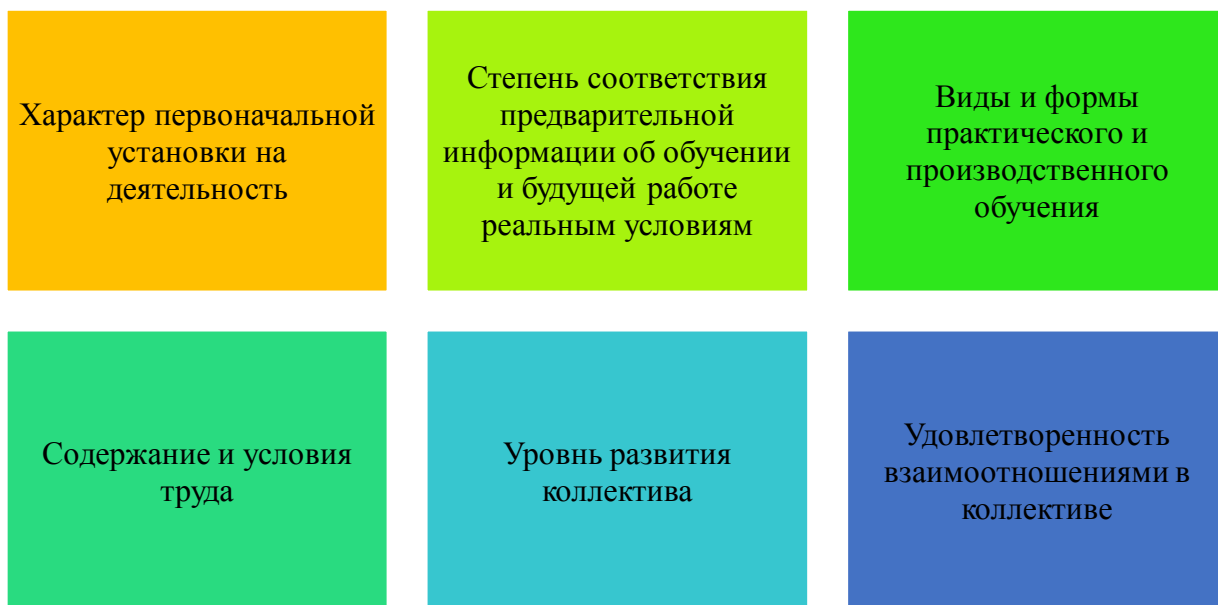 Характер первоначальной
установки на
деятельность
Степень соответствия
предварительной
информации об обучении
и будущей работе
реальным условиям
Виды и формы
практического и
производственного
обучения
Содержание и условия
труда
Уровнь развития
коллектива
Удовлетворенность
взаимоотношениями в
коллективе